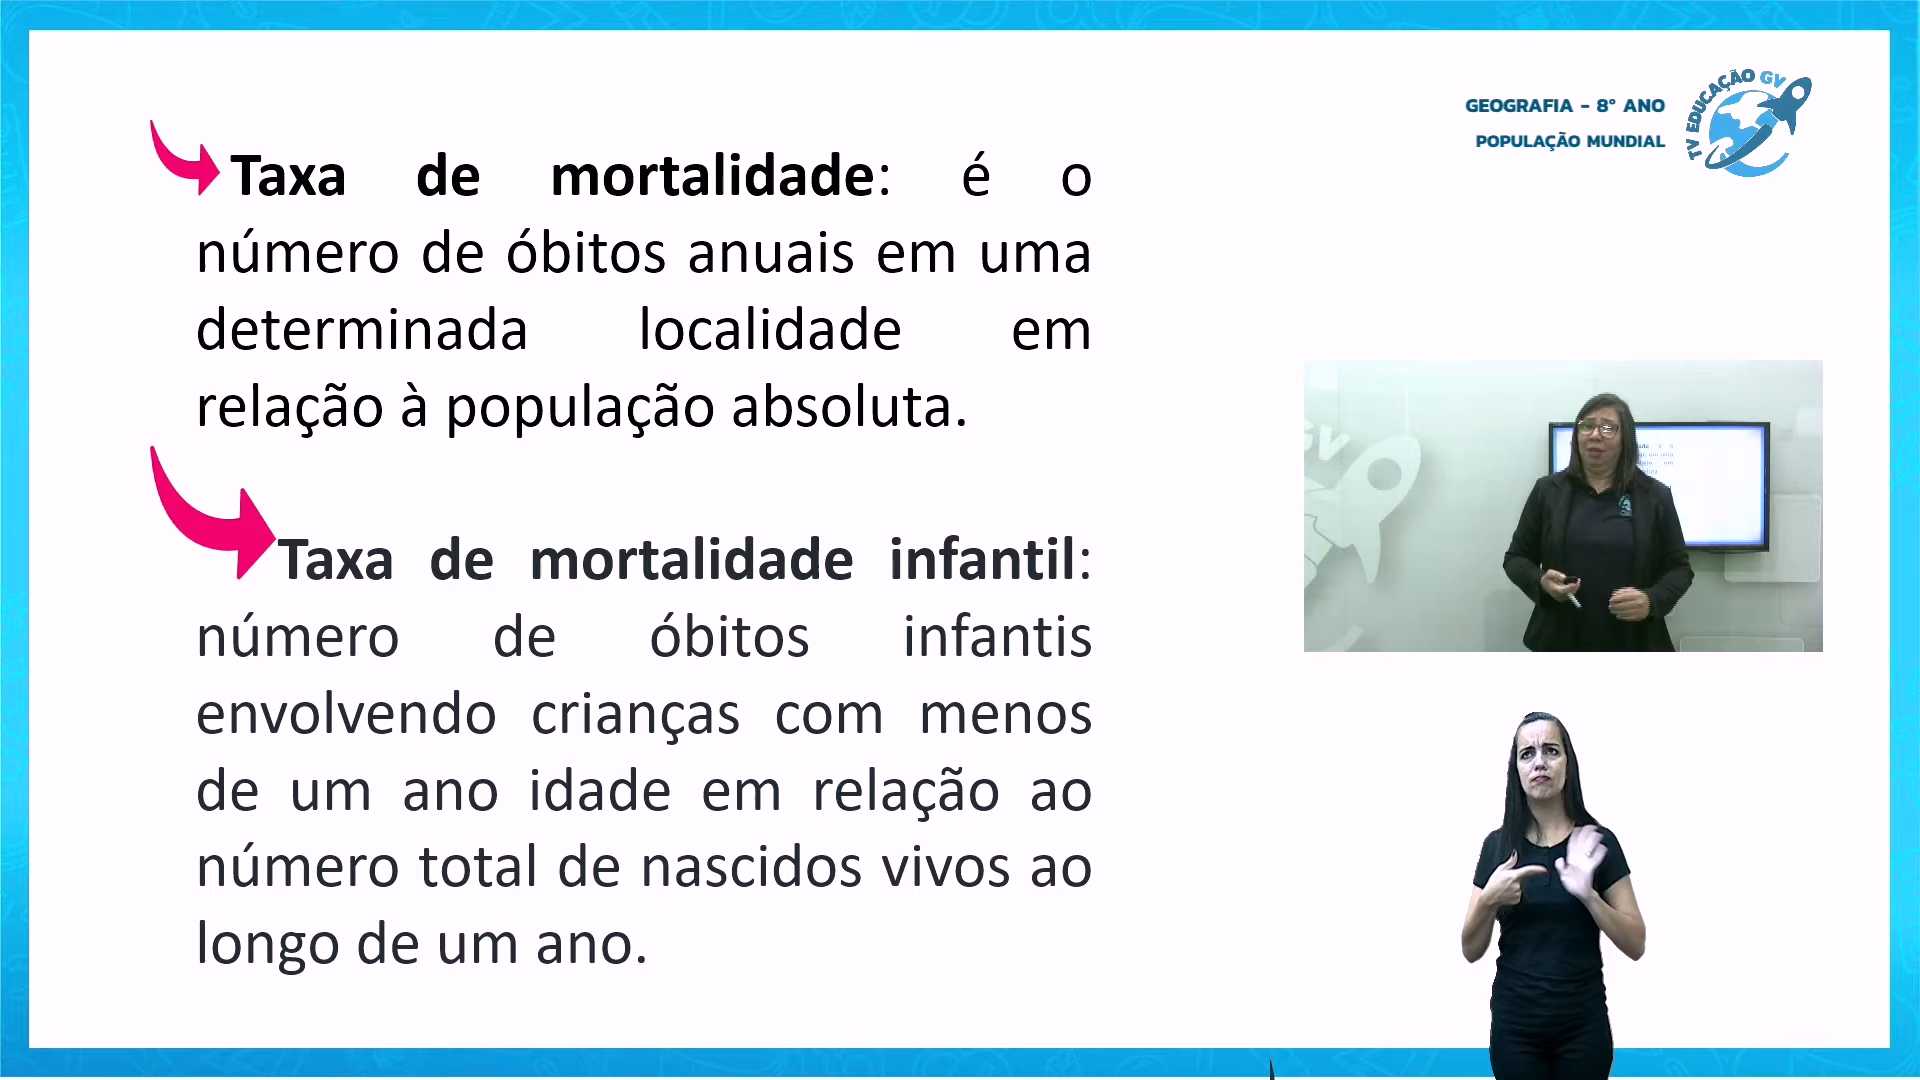 GEOGRAFIA - 8º ANO
POPULAÇÃO MUNDIAL
TV EDUCAÇÃO GV
Taxa de mortalidade: é o
número de óbitos anuais em uma
determinada localidade em
relação à população absoluta.
Taxa de mortalidade infantil:
número de óbitos infantis
envolvendo crianças com menos
de um ano idade em relação ao
número total de nascidos vivos ao
longo de um ano.
GV